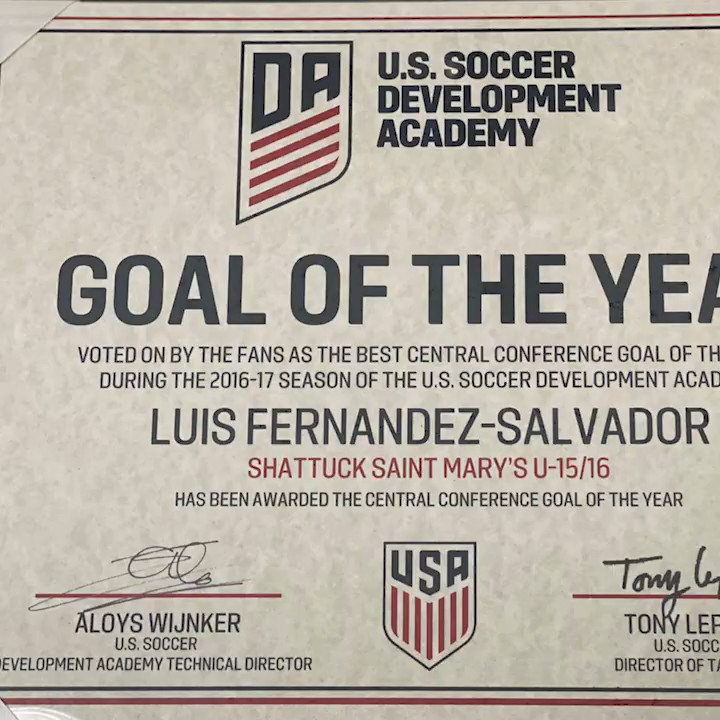 DA
U.S. SOCCER
DEVELOPMENT
ACADEMY
GOAL OF THE YEA
VOTED ON BY THE FANS AS THE BEST CENTRAL CONFERENCE GOAL OF TH
DURING THE 2016-17 SEASON OF THE U.S. SOCCER DEVELOPMENT ACAD
LUIS FERNANDEZ-SALVADOR
SHATTUCK SAINT MARY'S U-15/16
HAS BEEN AWARDED THE CENTRAL CONFERENCE GOAL OF THE YEAR
USA
Tony Lep
ALOYS WIJNKER
U.S. SOCCER
DEVELOPMENT ACADEMY TECHNICAL DIRECTOR
TONY LEP
U.S. SOCC
DIRECTOR OF TA